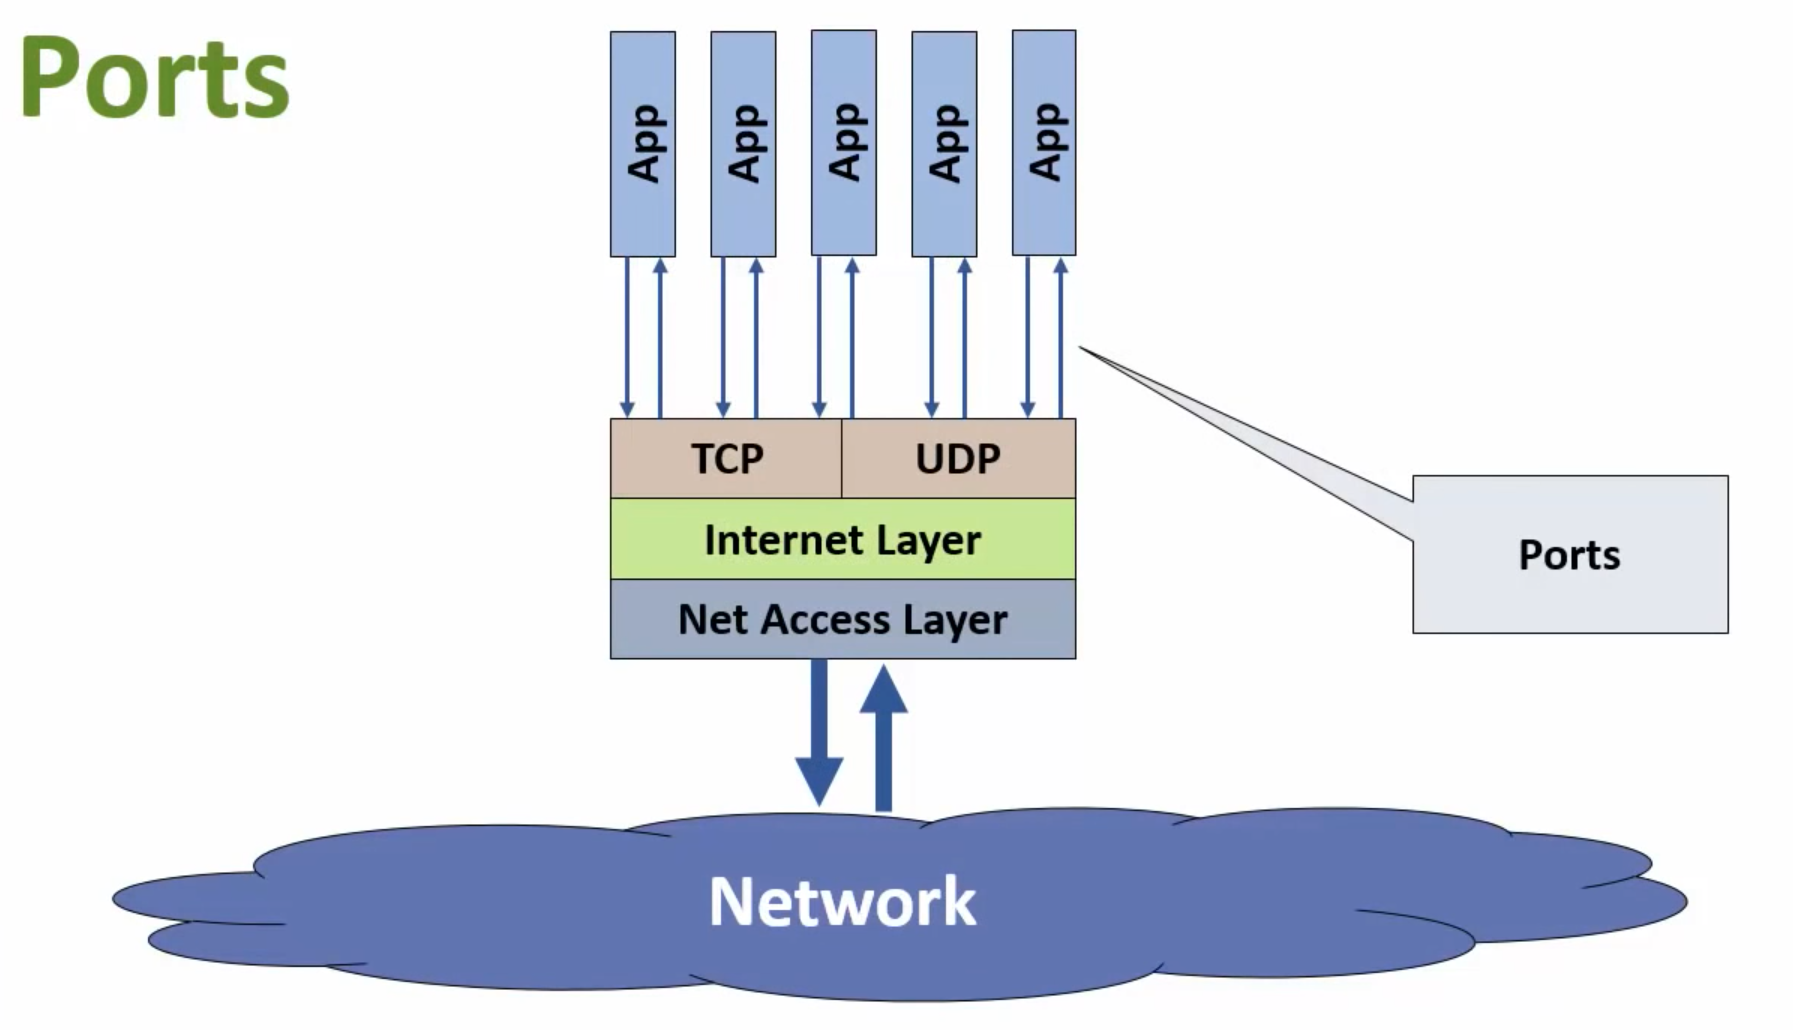 Ports
App
App
App
App
App
TCP
UDP
Internet Layer
Net Access Layer
Ports
Network